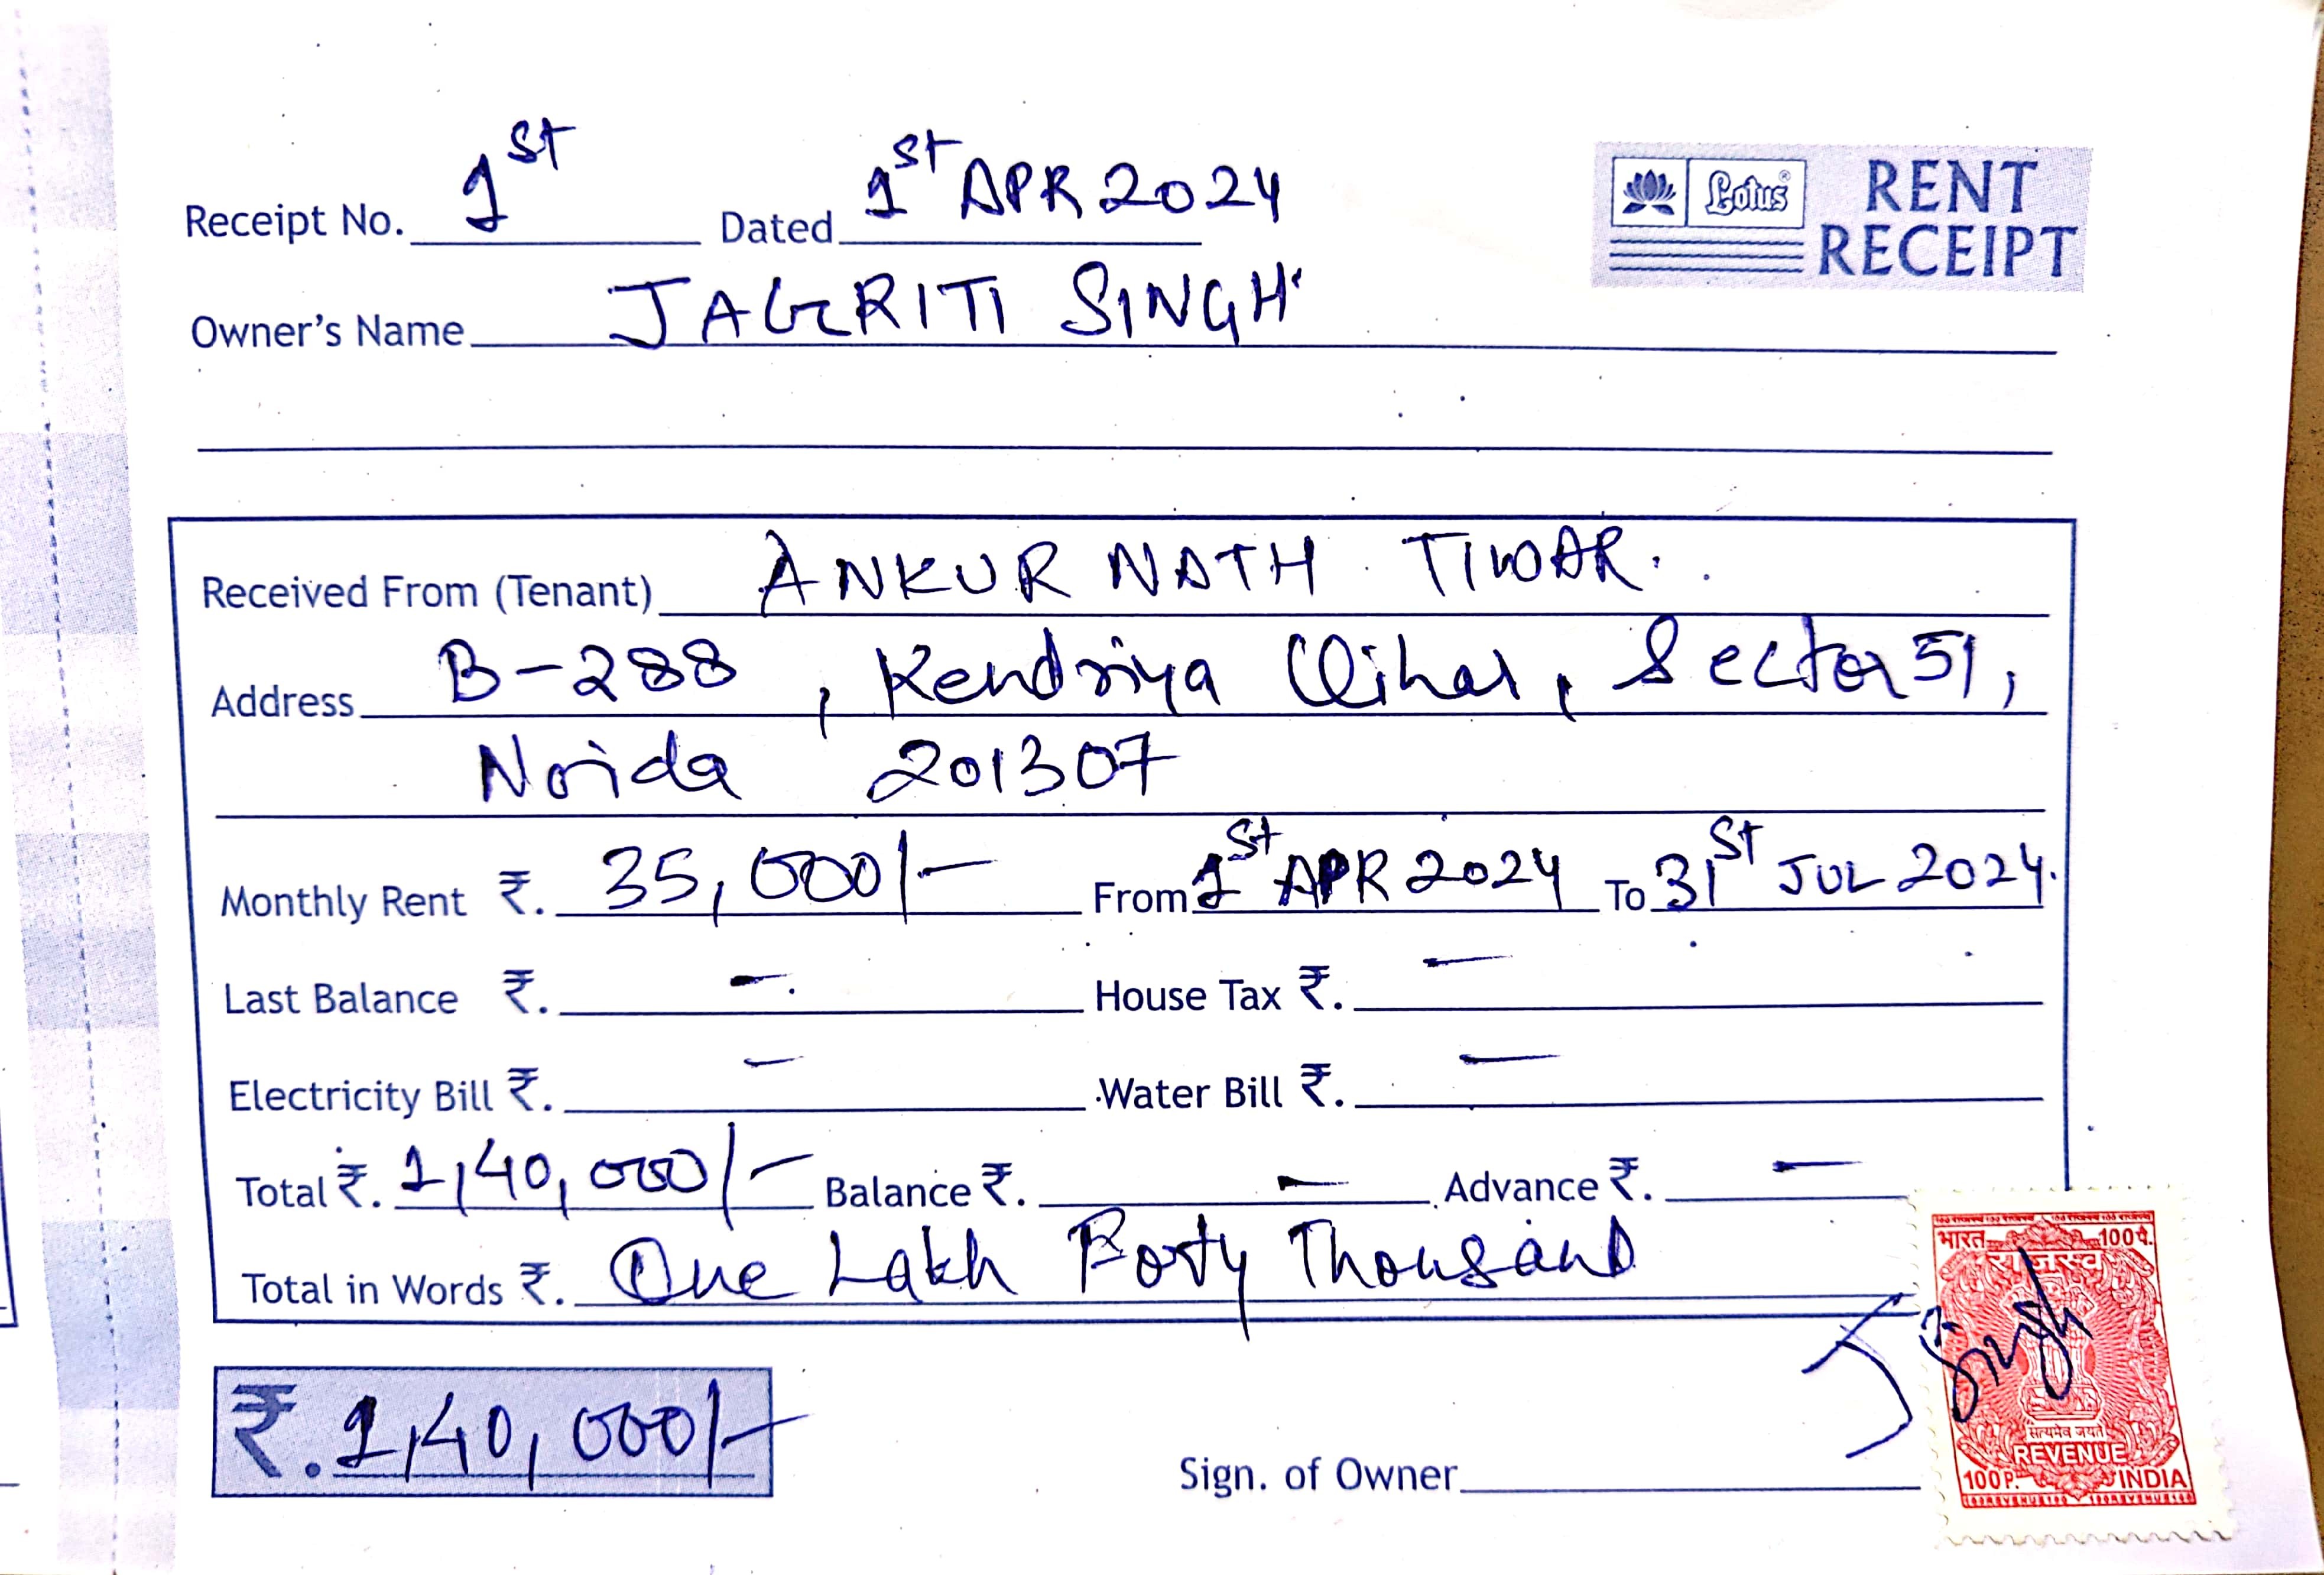 Receipt No. 1st Dated 1st APR 2024
Lotus® RENT RECEIPT
Owner's Name JAGRITI SINGH
Received From (Tenant) ANKUR NATH TIWAR.
Address B-288, Kendriya Vihar, Sector 51,
Noida 201307
Monthly Rent ₹. 35,000/- From 1st APR 2024 To 31st JUL 2024.
Last Balance ₹. - House Tax ₹. -
Electricity Bill ₹. - Water Bill ₹. -
Total ₹. 1,40,000/- Balance ₹. - Advance ₹. -
Total in Words ₹. One Lakh Forty Thousand
₹. 1,40,000/-
Sign. of Owner J Singh
भारत 100पै.
राजस्व
सत्यमेव जयते
REVENUE
100P. INDIA